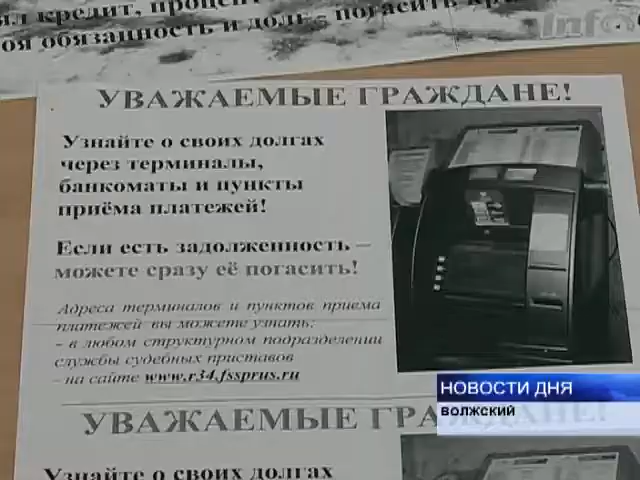 кредит, процент
обязанность и долг - погасить
Info
УВАЖАЕМЫЕ ГРАЖДАНЕ!
Узнайте о своих долгах
через терминалы,
банкоматы и пункты
приёма платежей!
Если есть задолженность –
можете сразу её погасить!
Адреса терминалов и пунктов приема
платежей вы можете узнать:
- в любом структурном подразделении
службы судебных приставов
- на сайте www.r34.fssprus.ru
НОВОСТИ ДНЯ
ВОЛЖСКИЙ
УВАЖАЕМЫЕ ГРАЖДАНЕ!
Узнайте о своих долгах